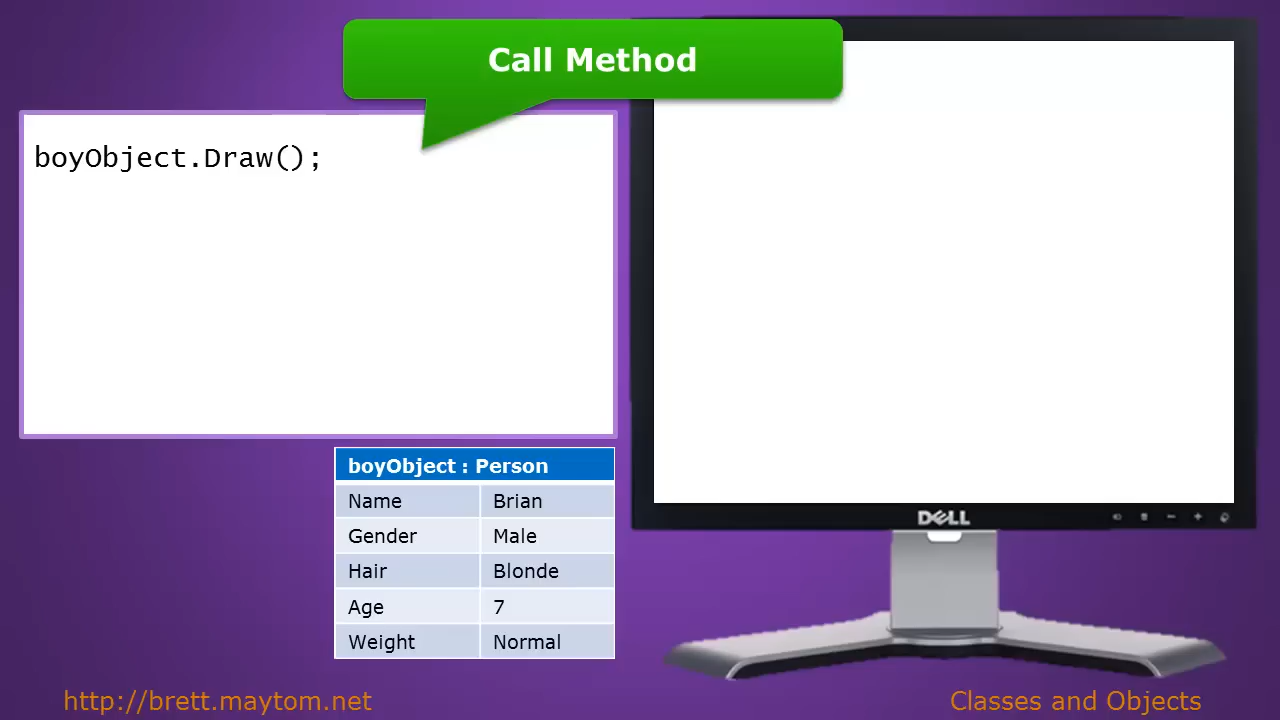 Call Method
boyObject.Draw();
boyObject : Person
Name Brian
Gender Male
Hair Blonde
Age 7
Weight Normal
DELL
http://brett.maytom.net
Classes and Objects